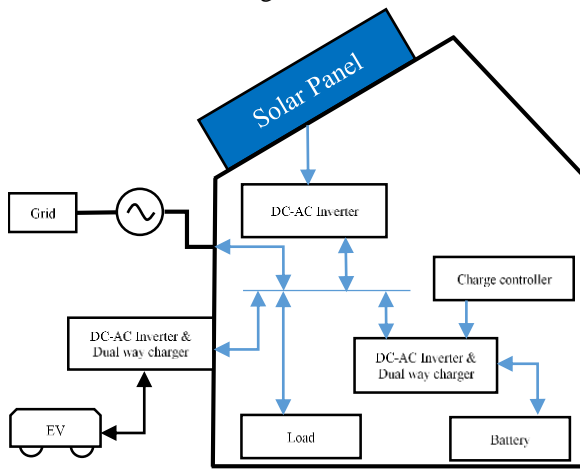 Solar Panel
Grid
DC-AC Inverter
Charge controller
DC-AC Inverter &
Dual way charger
DC-AC Inverter &
Dual way charger
EV
Load
Battery